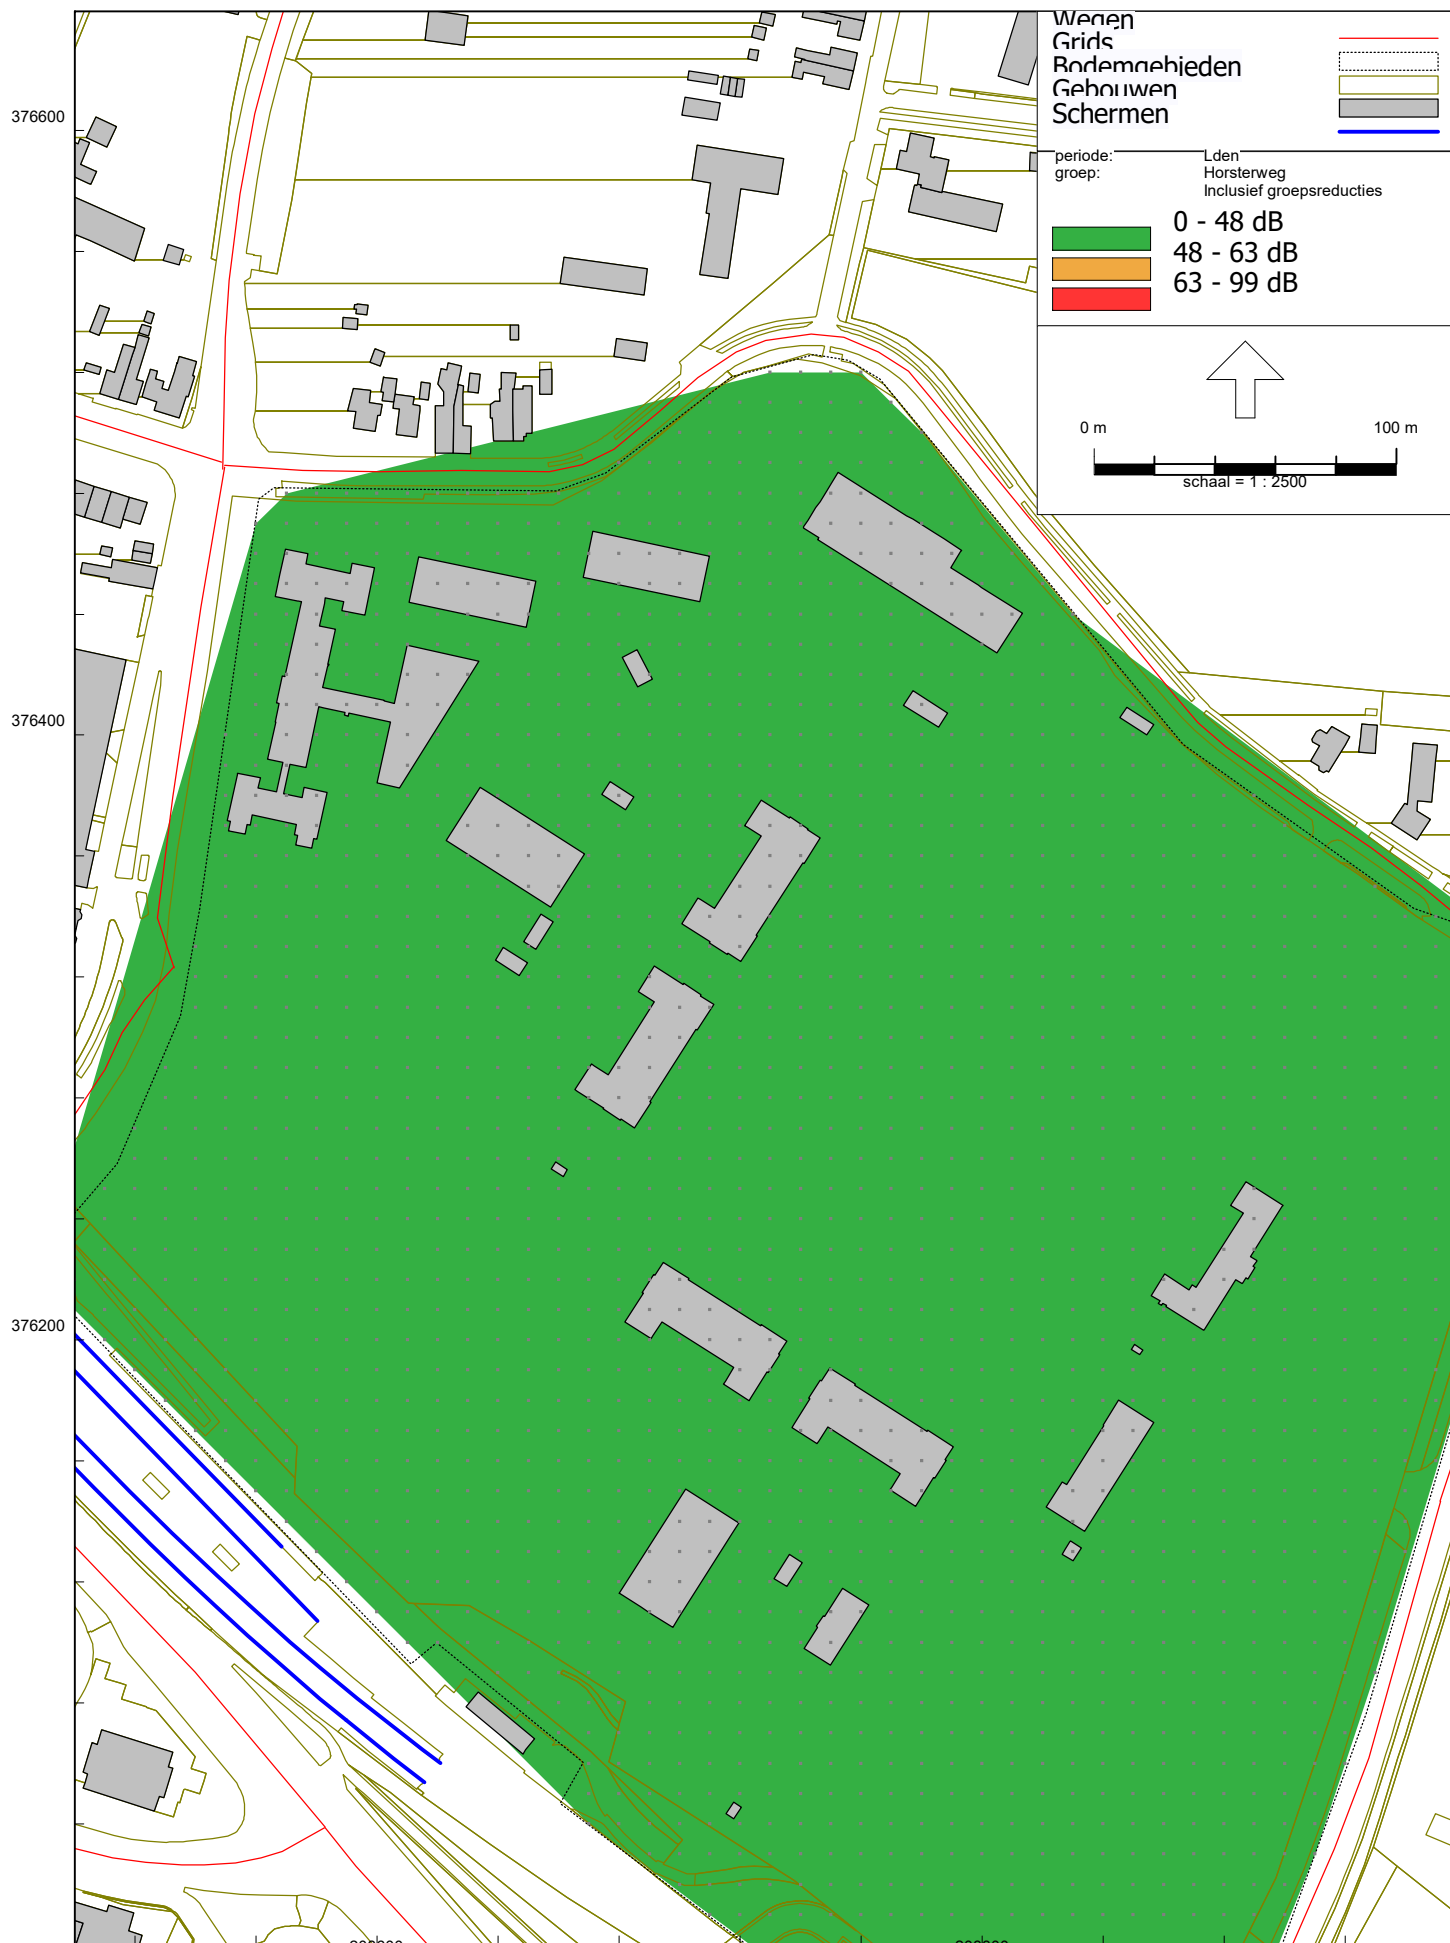 Wegen
Grids
Bodemgebieden
Gebouwen
Schermen
periode: Lden
groep: Horsterweg
Inclusief groepsreducties
0 - 48 dB
48 - 63 dB
63 - 99 dB
0 m 100 m
schaal = 1 : 2500
376600
376400
376200